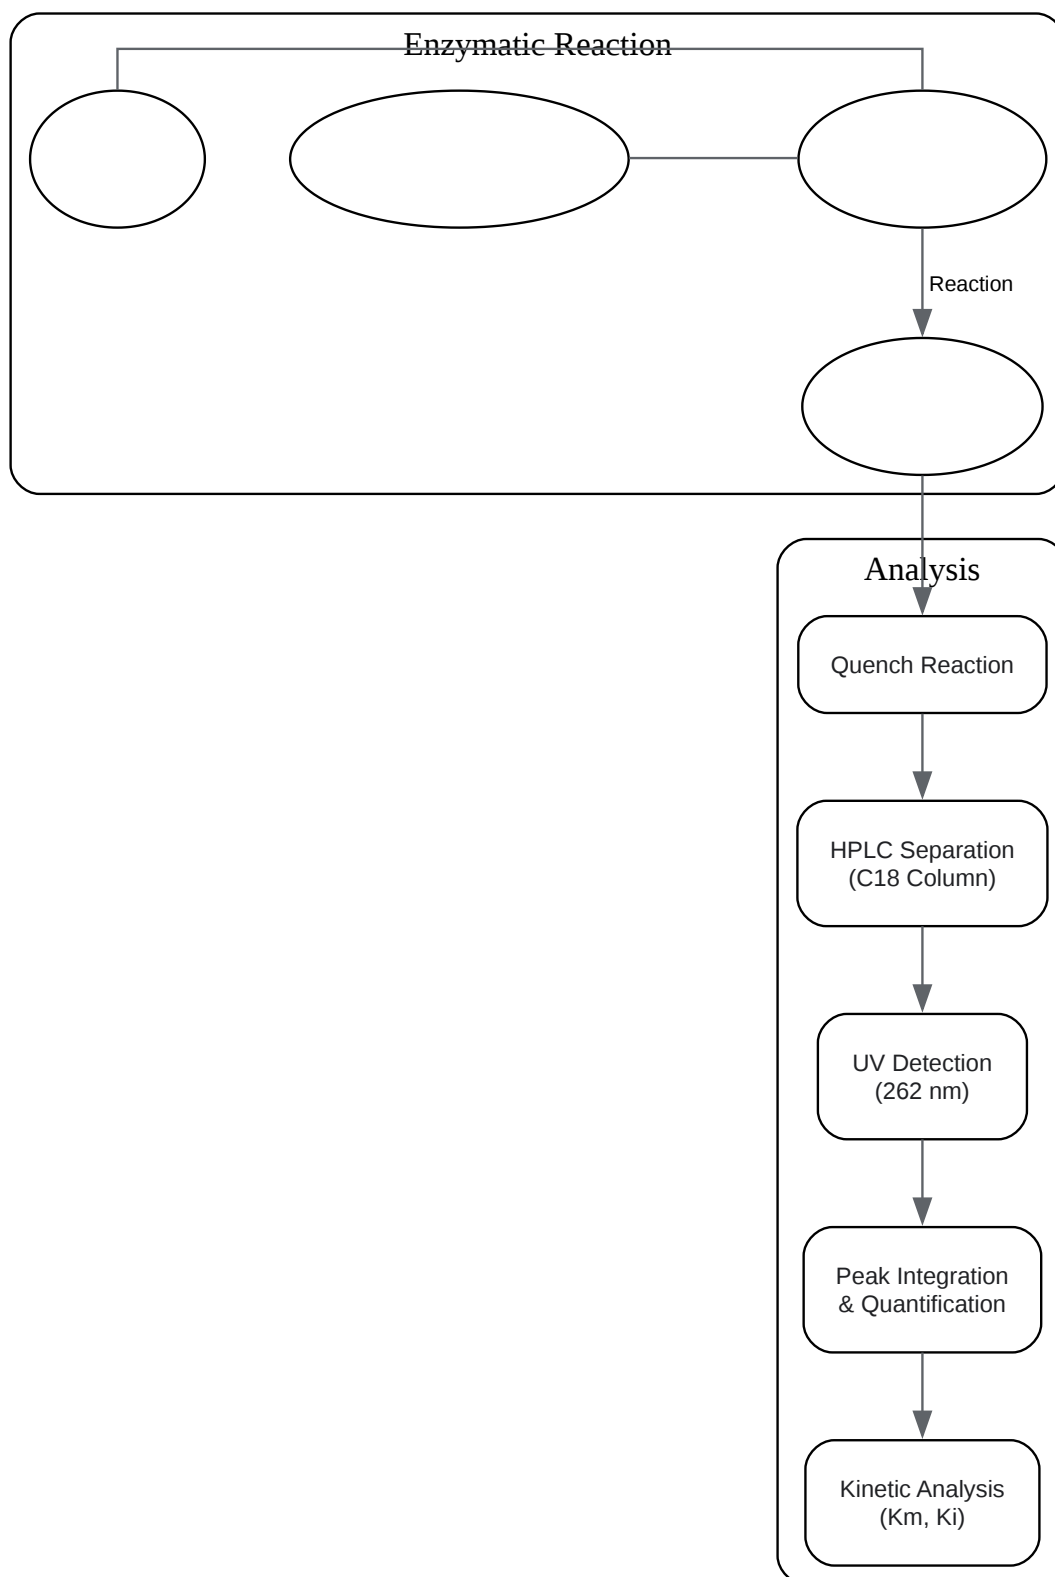 Enzymatic Reaction
Reaction
Analysis
Quench Reaction
HPLC Separation
(C18 Column)
UV Detection
(262 nm)
Peak Integration
& Quantification
Kinetic Analysis
(Km, Ki)